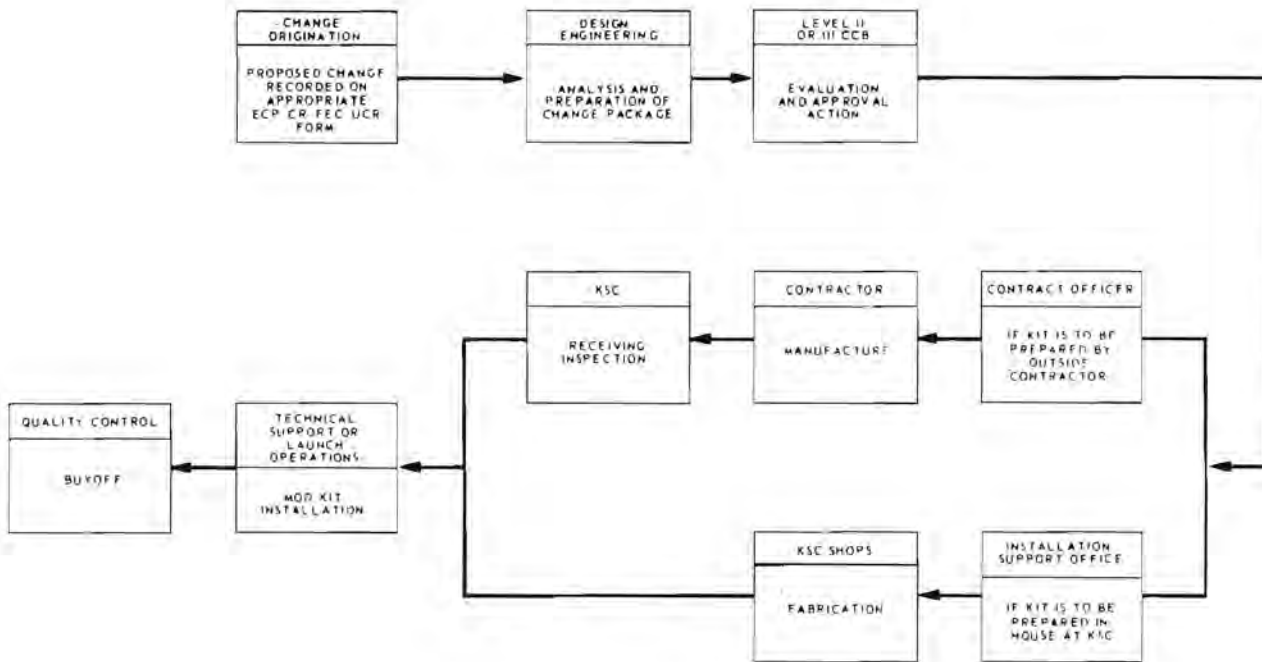 CHANGE
ORIGINATION
PROPOSED CHANGE
RECORDED ON
APPROPRIATE
ECP CR FEC UCR
FORM
DESIGN
ENGINEERING
ANALYSIS AND
PREPARATION OF
CHANGE PACKAGE
LEVEL II
OR III CCB
EVALUATION
AND APPROVAL
ACTION
KSC
RECEIVING
INSPECTION
CONTRACTOR
MANUFACTURE
CONTRACT OFFICER
IF KIT IS TO BE
PREPARED BY
OUTSIDE
CONTRACTOR
QUALITY CONTROL
BUYOFF
TECHNICAL
SUPPORT OR
LAUNCH
OPERATIONS
MOD KIT
INSTALLATION
KSC SHOPS
FABRICATION
INSTALLATION
SUPPORT OFFICE
IF KIT IS TO BE
PREPARED IN
HOUSE AT KSC